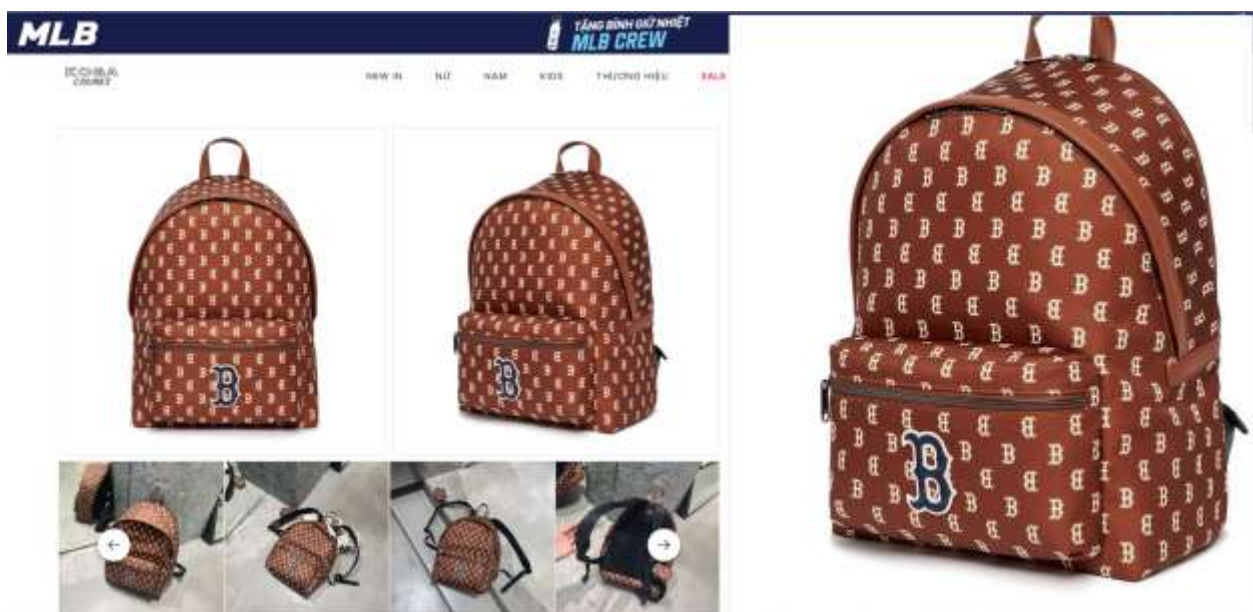 MLB
TẶNG BÌNH GIỮ NHIỆT
MLB CREW
NEW IN NỮ NAM KIDS THƯƠNG HIỆU SALE
B
B
B